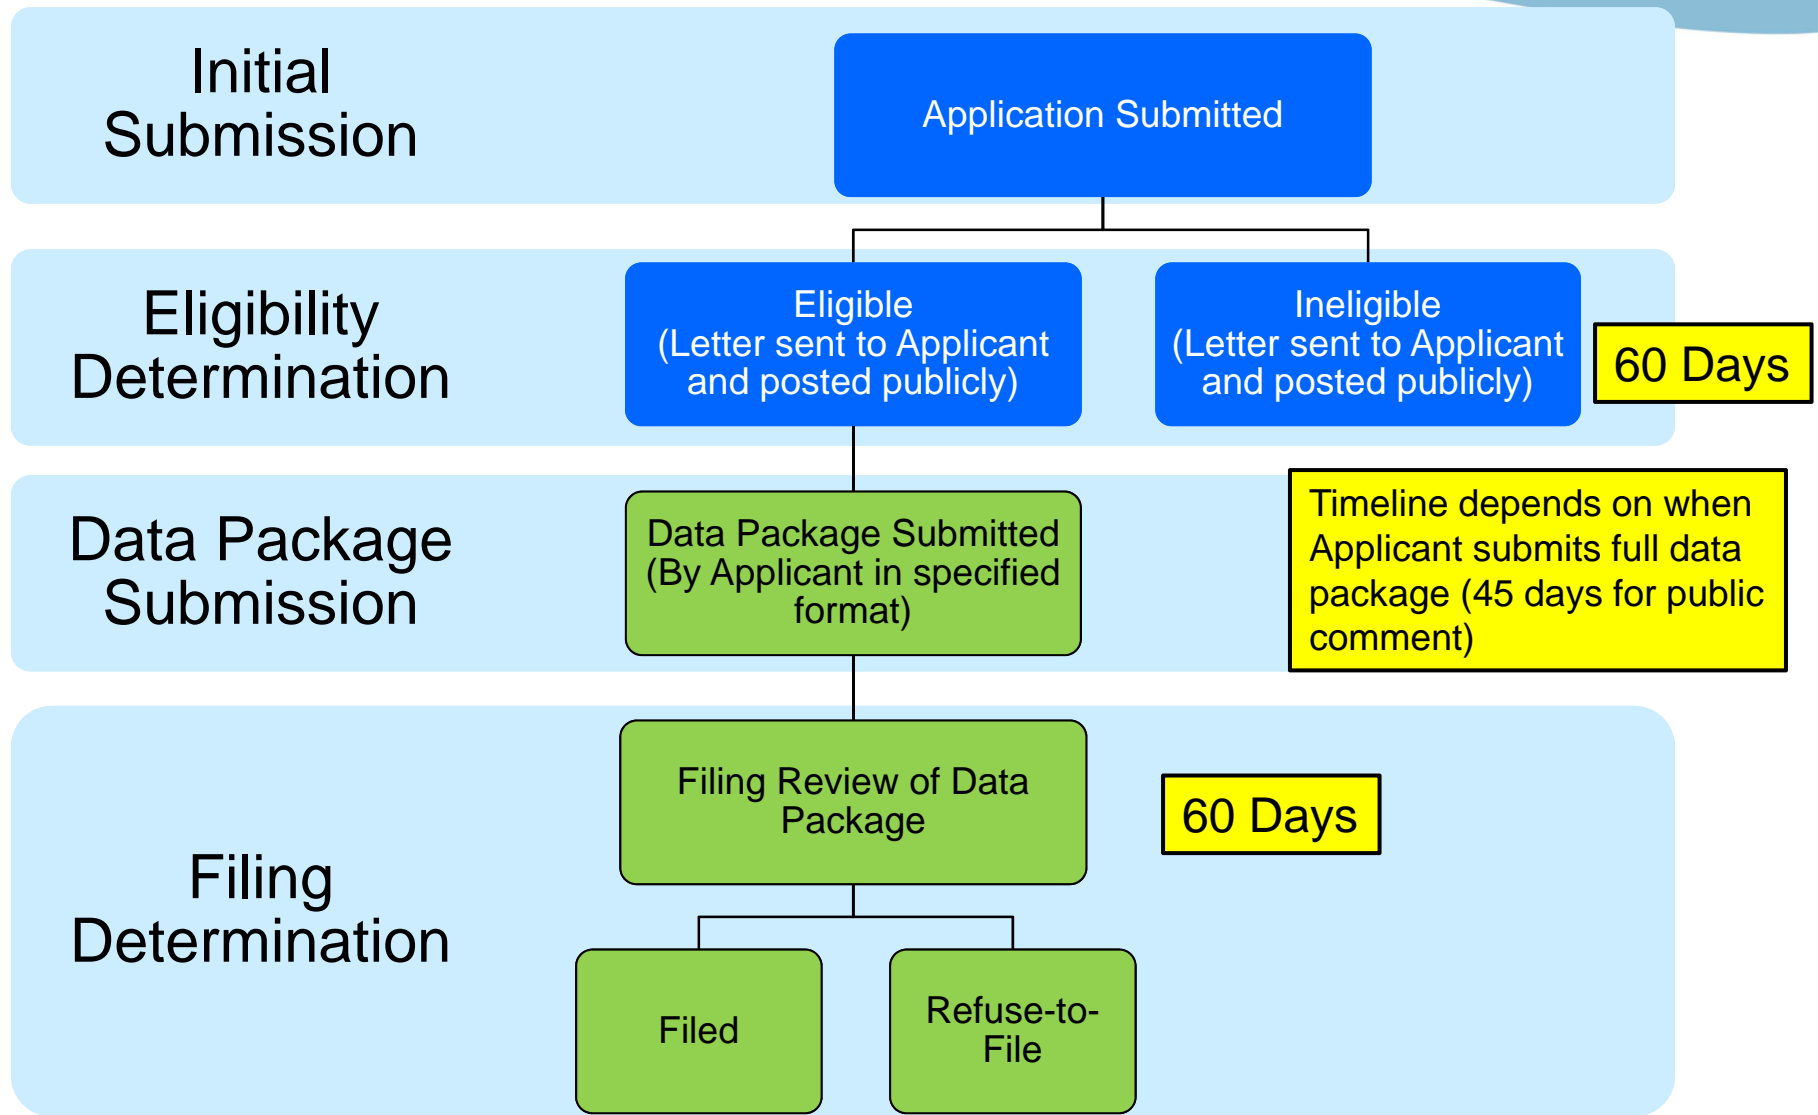 Initial
Submission
Application Submitted
Eligibility
Determination
Eligible
(Letter sent to Applicant
and posted publicly)
Ineligible
(Letter sent to Applicant
and posted publicly)
60 Days
Data Package
Submission
Data Package Submitted
(By Applicant in specified
format)
Timeline depends on when
Applicant submits full data
package (45 days for public
comment)
Filing
Determination
Filing Review of Data
Package
60 Days
Filed
Refuse-to-
File